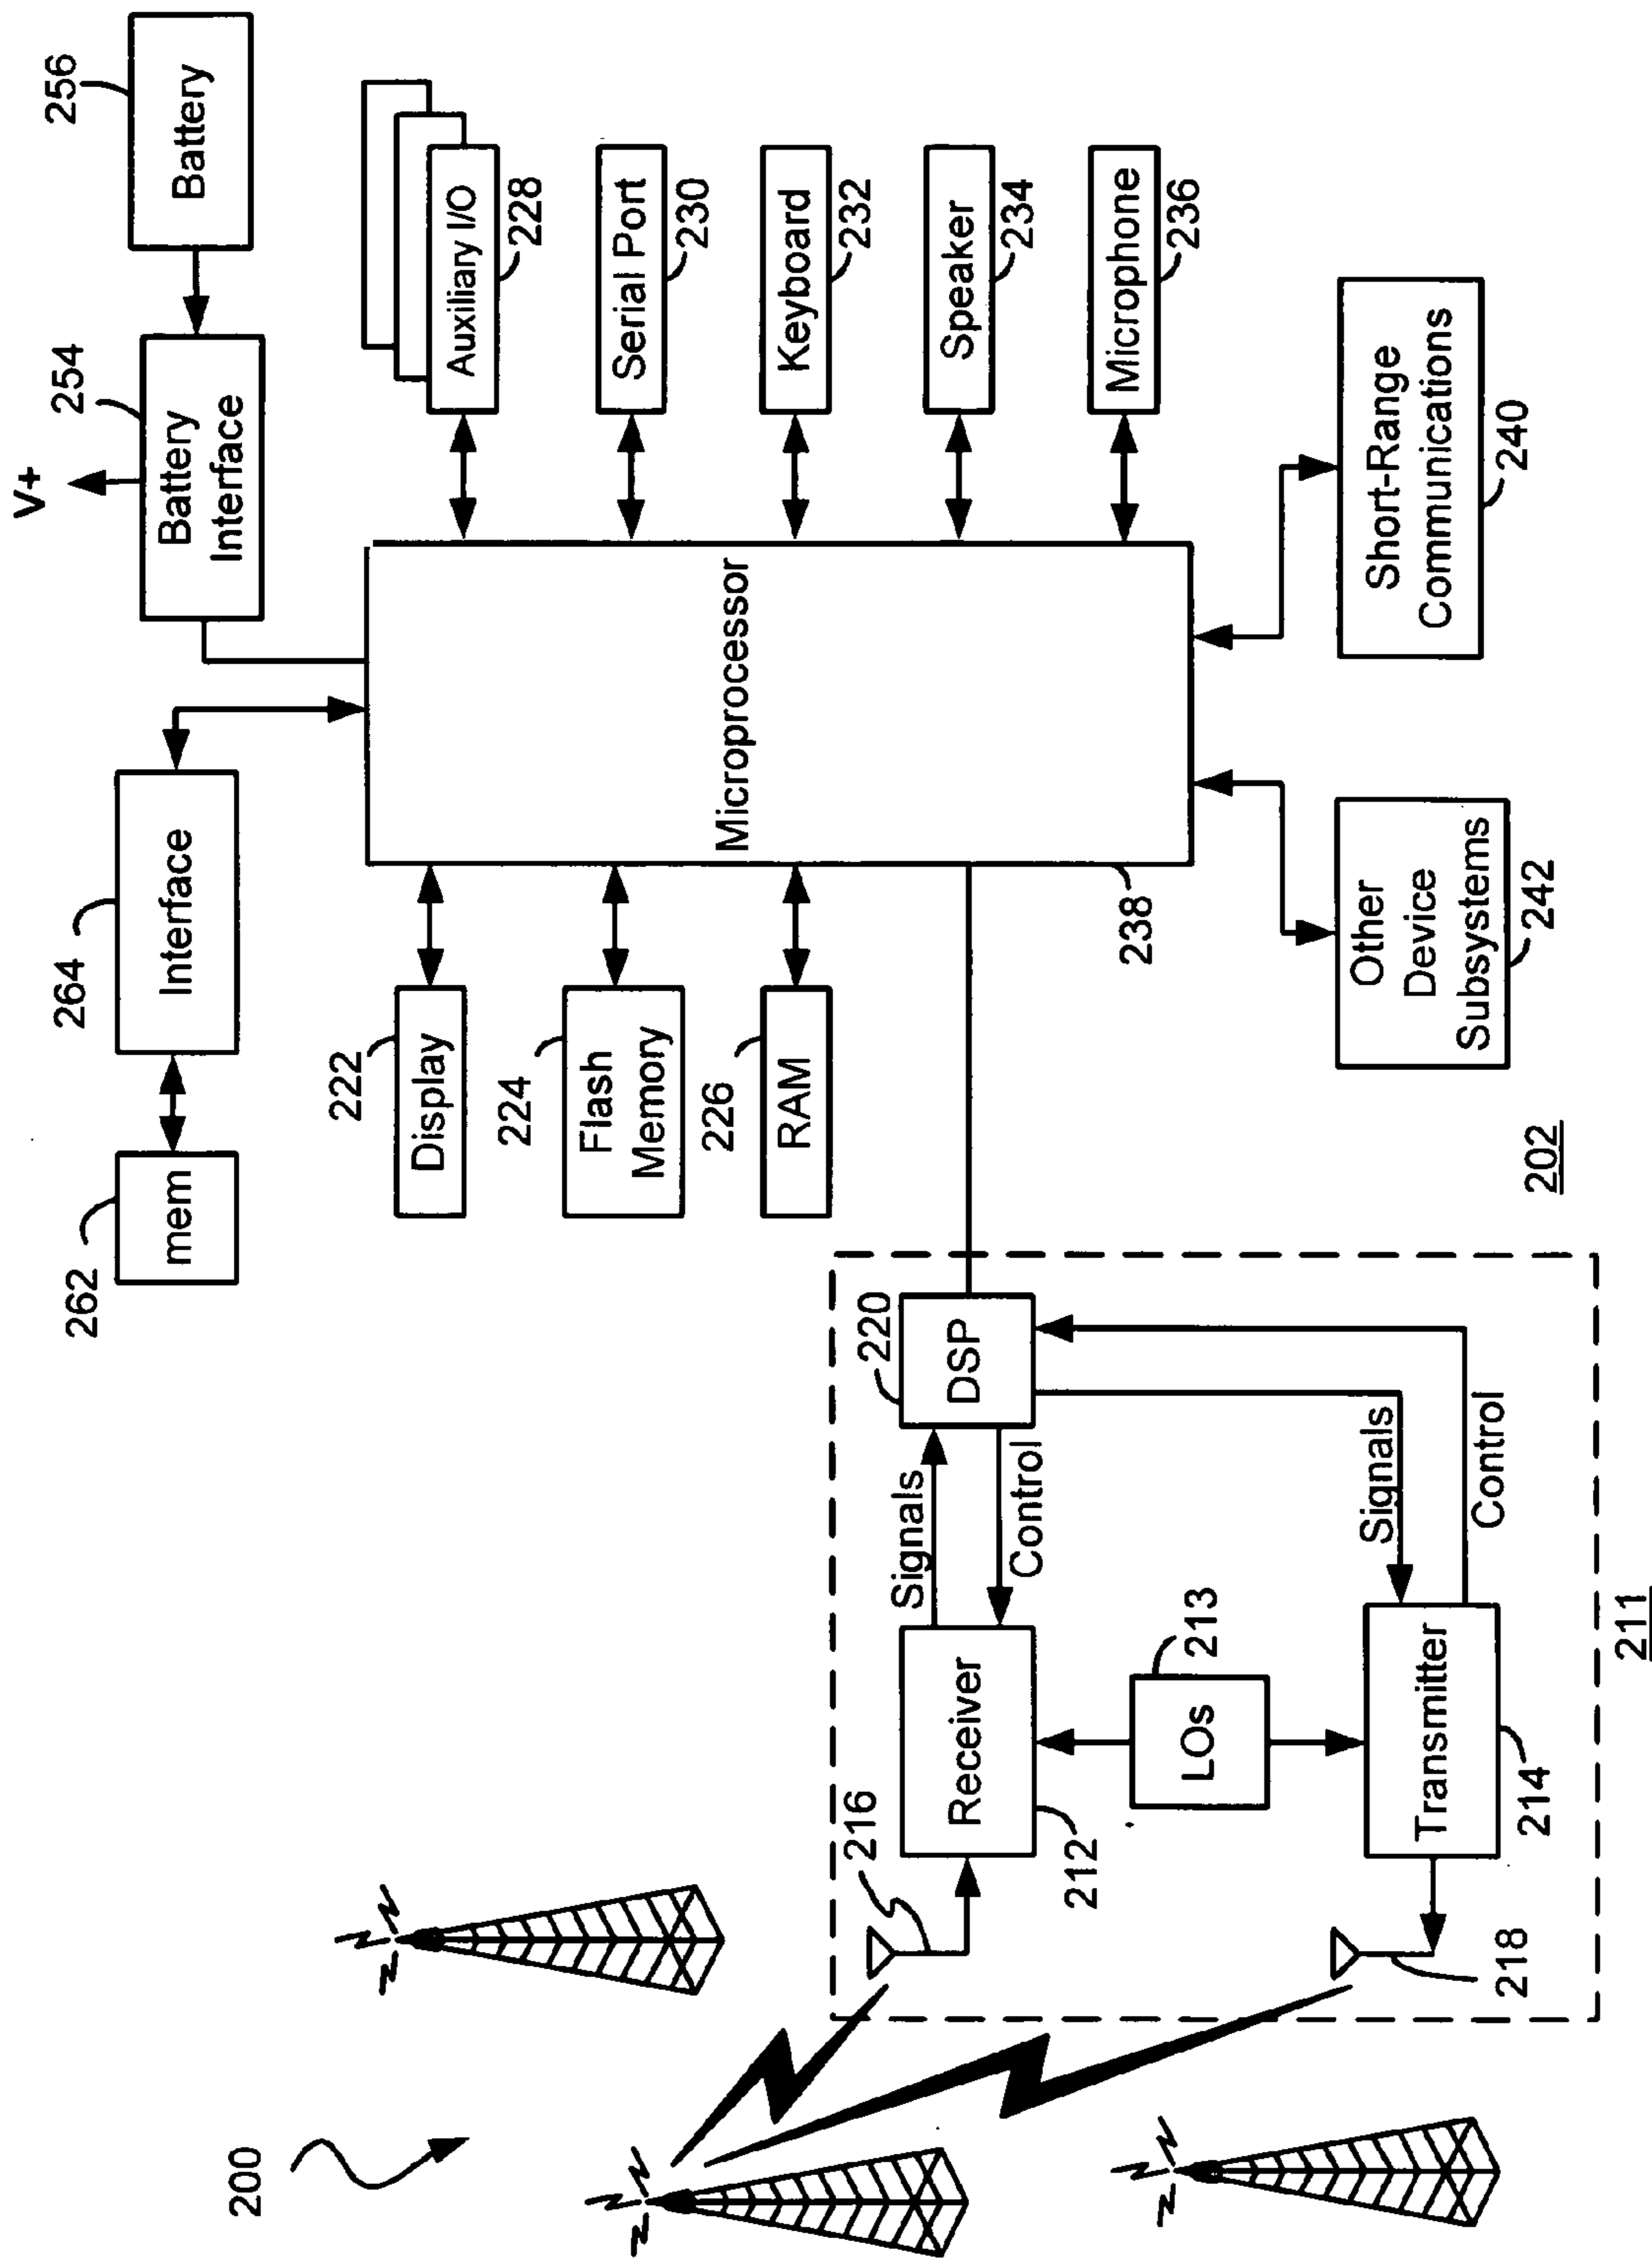 200
262
mem
264
Interface
V+
254
Battery
Interface
256
Battery
222
Display
224
Flash
Memory
226
RAM
Microprocessor
238
Auxiliary I/O
228
Serial Port
230
Keyboard
232
Speaker
234
Microphone
236
Short-Range
Communications
240
Other
Device
Subsystems
242
202
216
Receiver
212
Signals
Control
220
DSP
213
LOs
Signals
Control
Transmitter
214
218
211